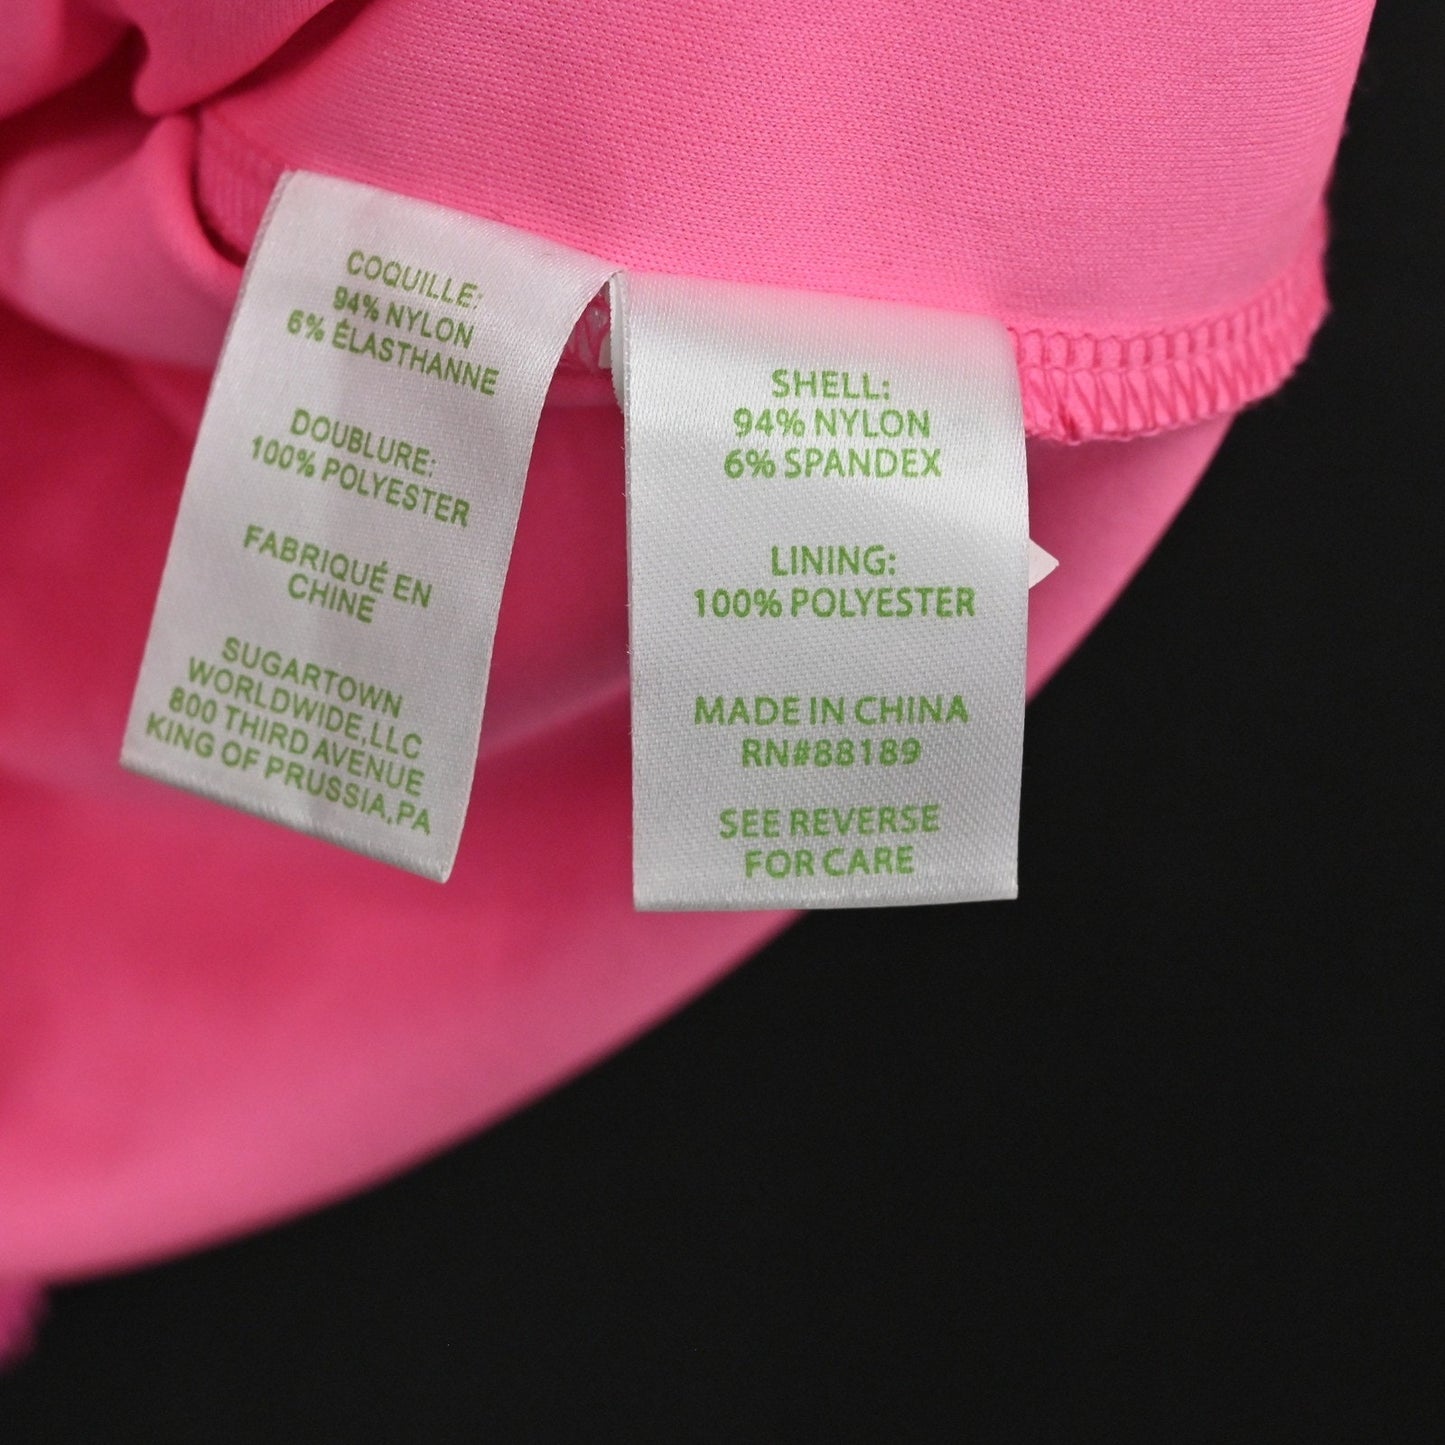 COQUILLE:
94% NYLON
6% ÉLASTHANNE
DOUBLURE:
100% POLYESTER
FABRIQUÉ EN
CHINE
SUGARTOWN
WORLDWIDE,LLC
800 THIRD AVENUE
KING OF PRUSSIA,PA
SHELL:
94% NYLON
6% SPANDEX
LINING:
100% POLYESTER
MADE IN CHINA
RN#88189
SEE REVERSE
FOR CARE